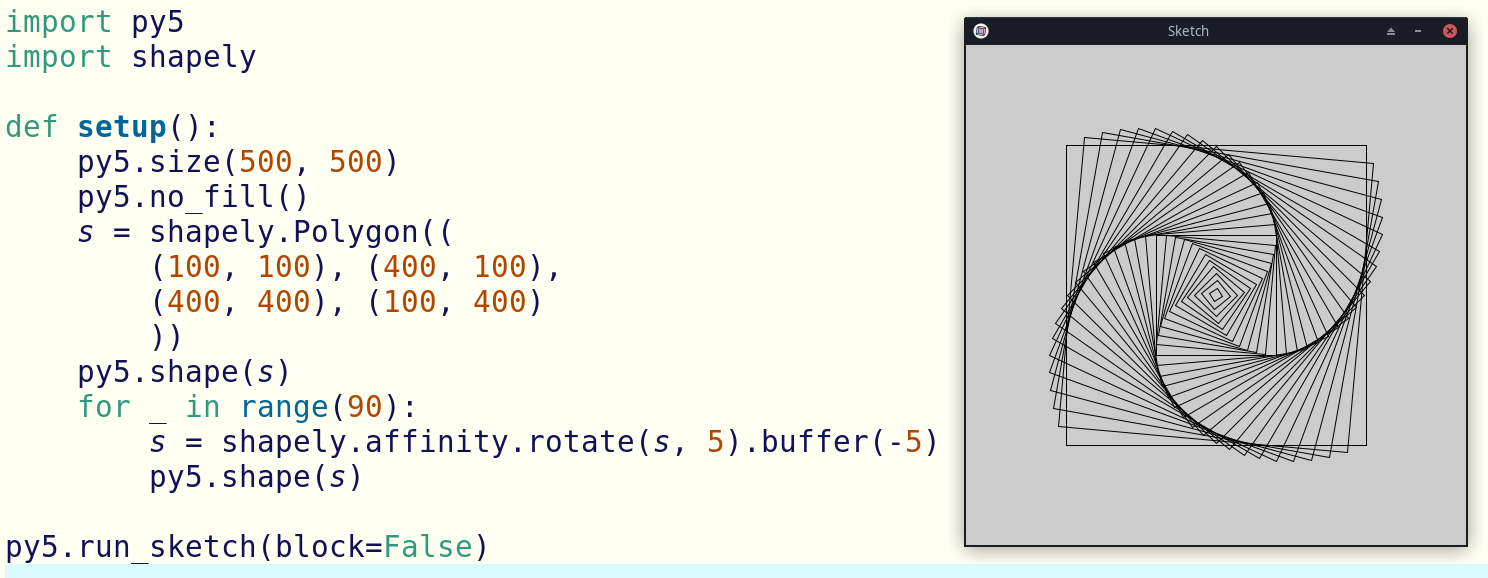 import py5
import shapely
def setup():
    py5.size(500, 500)
    py5.no_fill()
    s = shapely.Polygon((
        (100, 100), (400, 100),
        (400, 400), (100, 400)
        ))
    py5.shape(s)
    for _ in range(90):
        s = shapely.affinity.rotate(s, 5).buffer(-5)
        py5.shape(s)
py5.run_sketch(block=False)
Sketch